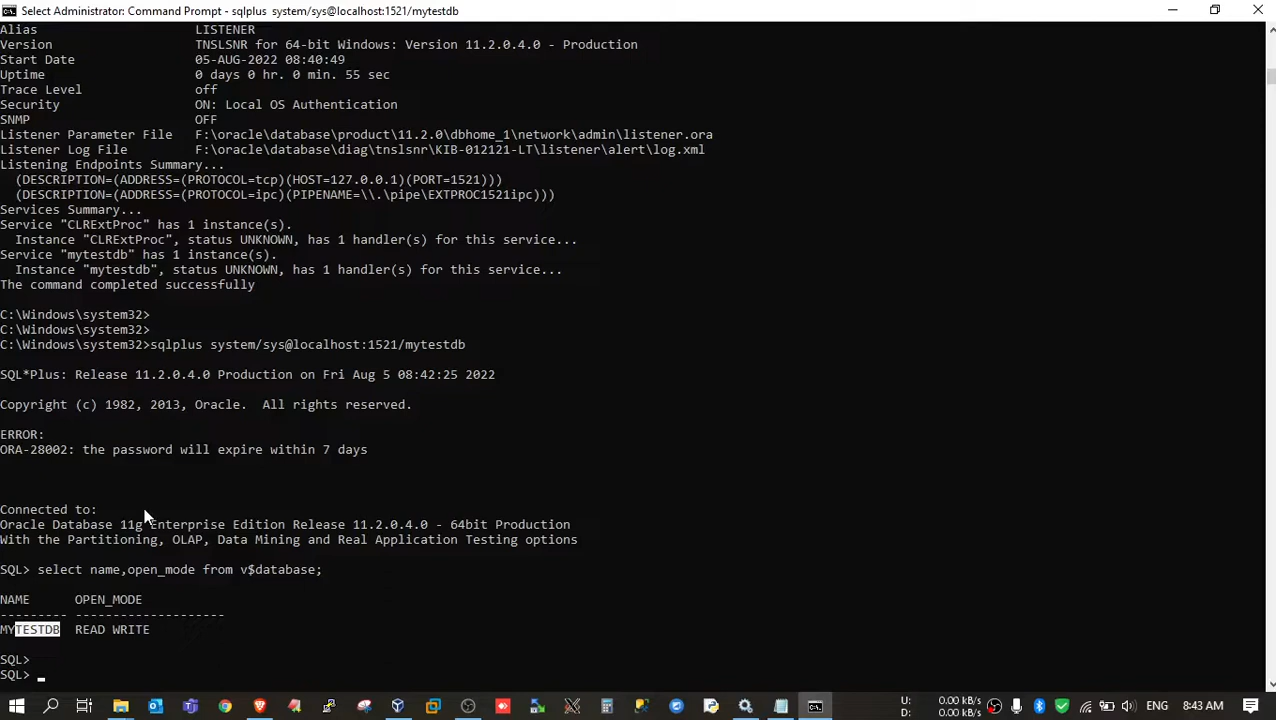 Select Administrator: Command Prompt - sqlplus  system/sys@localhost:1521/mytestdb
Alias                     LISTENER
Version                   TNSLSNR for 64-bit Windows: Version 11.2.0.4.0 - Production
Start Date                05-AUG-2022 08:40:49
Uptime                    0 days 0 hr. 0 min. 55 sec
Trace Level               off
Security                  ON: Local OS Authentication
SNMP                      OFF
Listener Parameter File   F:\oracle\database\product\11.2.0\dbhome_1\network\admin\listener.ora
Listener Log File         F:\oracle\database\diag\tnslsnr\KIB-012121-LT\listener\alert\log.xml
Listening Endpoints Summary...
  (DESCRIPTION=(ADDRESS=(PROTOCOL=tcp)(HOST=127.0.0.1)(PORT=1521)))
  (DESCRIPTION=(ADDRESS=(PROTOCOL=ipc)(PIPENAME=\\.\pipe\EXTPROC1521ipc)))
Services Summary...
Service "CLRExtProc" has 1 instance(s).
  Instance "CLRExtProc", status UNKNOWN, has 1 handler(s) for this service...
Service "mytestdb" has 1 instance(s).
  Instance "mytestdb", status UNKNOWN, has 1 handler(s) for this service...
The command completed successfully
C:\Windows\system32>
C:\Windows\system32>
C:\Windows\system32>sqlplus system/sys@localhost:1521/mytestdb
SQL*Plus: Release 11.2.0.4.0 Production on Fri Aug 5 08:42:25 2022
Copyright (c) 1982, 2013, Oracle.  All rights reserved.
ERROR:
ORA-28002: the password will expire within 7 days
Connected to:
Oracle Database 11g Enterprise Edition Release 11.2.0.4.0 - 64bit Production
With the Partitioning, OLAP, Data Mining and Real Application Testing options
SQL> select name,open_mode from v$database;
NAME      OPEN_MODE
--------- --------------------
MYTESTDB  READ WRITE
SQL>
SQL> _
U: 0.00 kB/s
D: 0.00 kB/s
ENG 8:43 AM